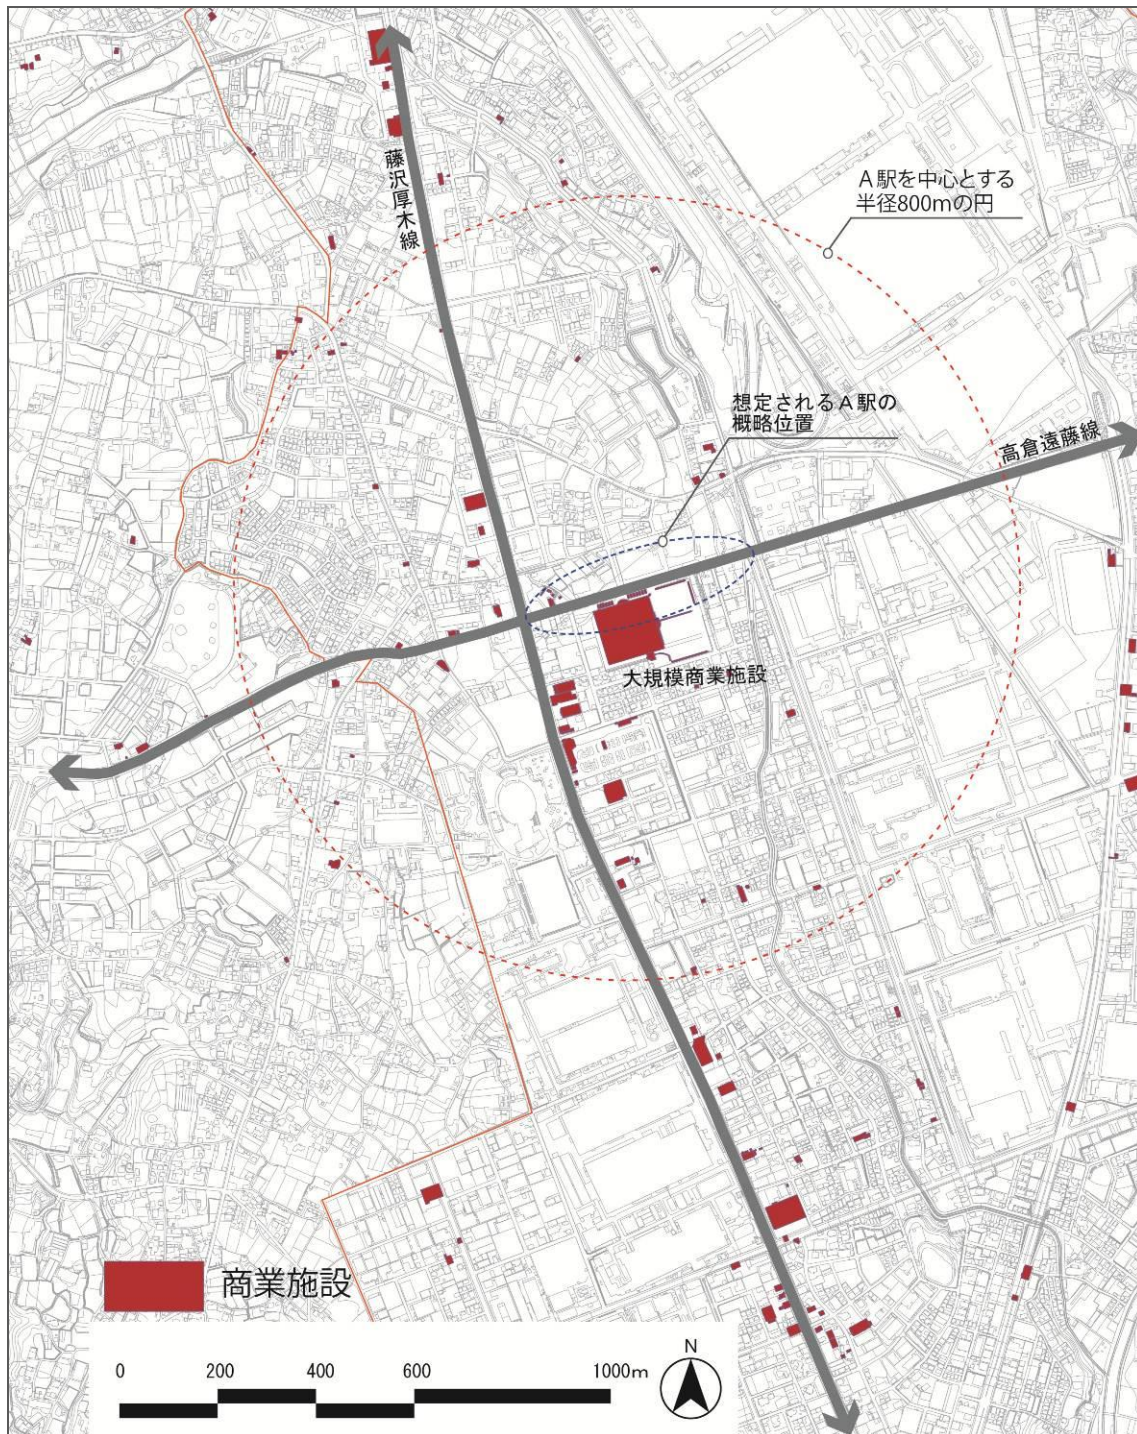 藤沢厚木線
A駅を中心とする
半径800mの円
想定されるA駅の
概略位置
高倉遠藤線
大規模商業施設
商業施設
0 200 400 600 1000m
N